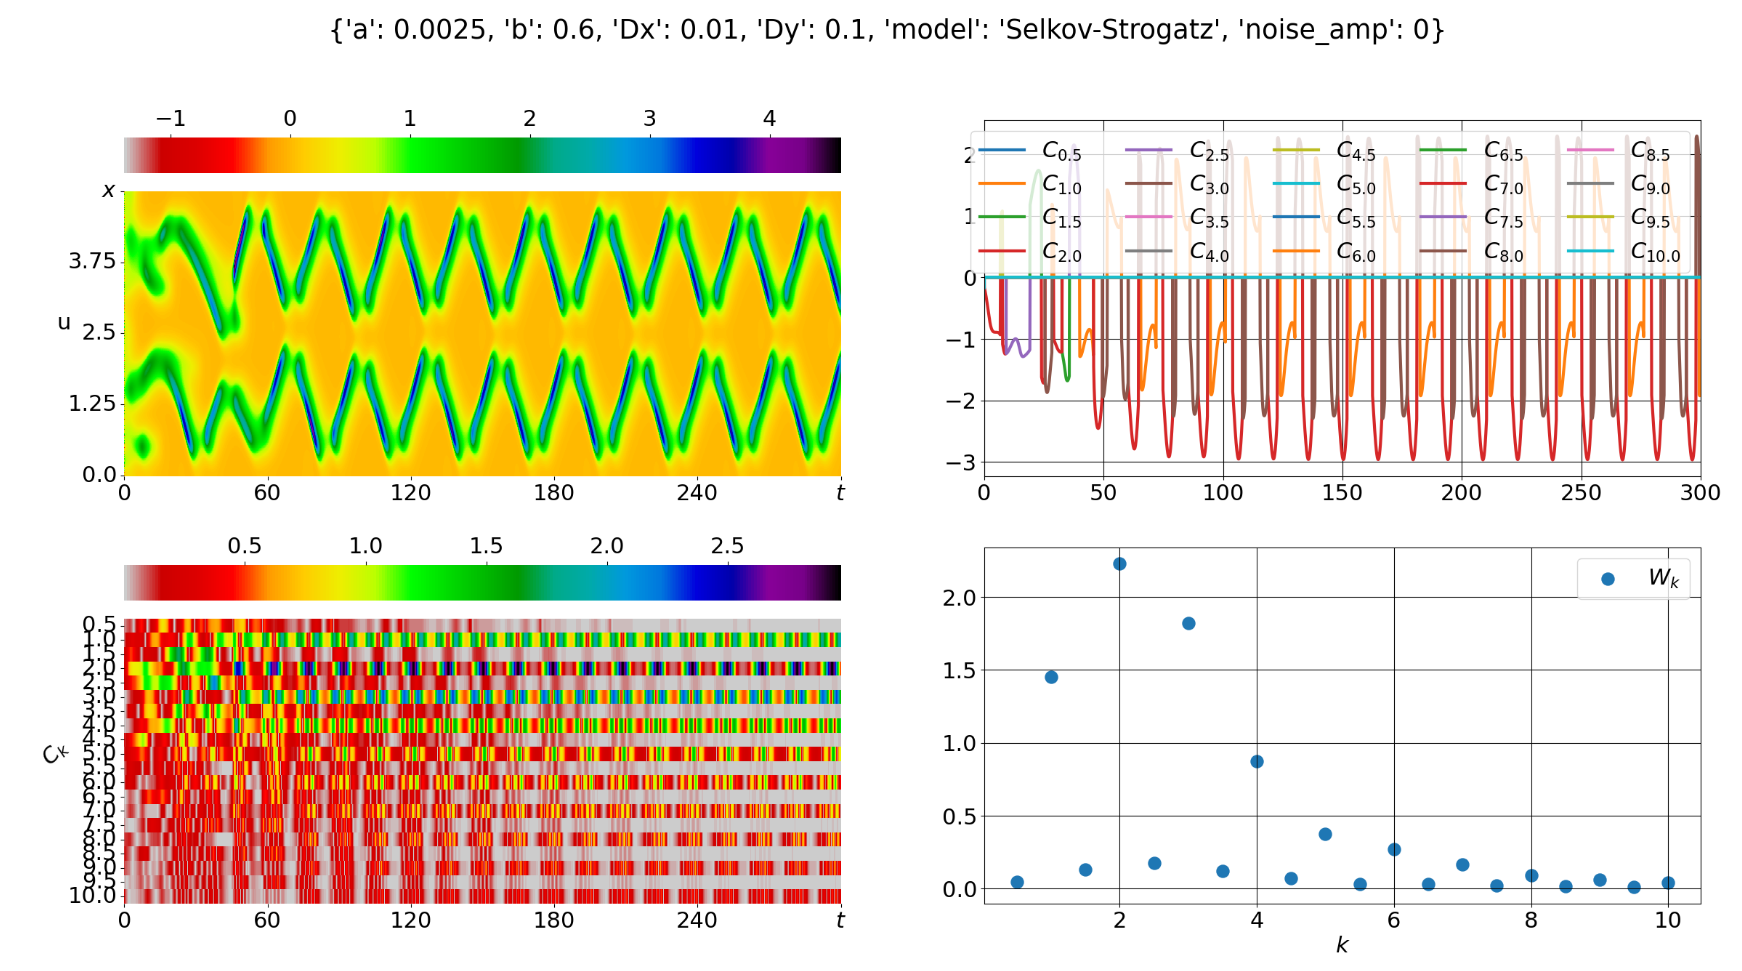 {'a': 0.0025, 'b': 0.6, 'Dx': 0.01, 'Dy': 0.1, 'model': 'Selkov-Strogatz', 'noise_amp': 0}
−1 0 1 2 3 4
x
3.75
u
2.5
1.25
0.0
0 60 120 180 240 t
2
1
0
−1
−2
−3
0 50 100 150 200 250 300
C0.5 C2.5 C4.5 C6.5 C8.5
C1.0 C3.0 C5.0 C7.0 C9.0
C1.5 C3.5 C5.5 C7.5 C9.5
C2.0 C4.0 C6.0 C8.0 C10.0
0.5 1.0 1.5 2.0 2.5
0.5
1.0
1.5
2.0
2.5
3.0
3.5
4.0
4.5
Ck
5.0
5.5
6.0
6.5
7.0
7.5
8.0
8.5
9.0
9.5
10.0
0 60 120 180 240 t
Wk
2.0
1.5
1.0
0.5
0.0
2 4 6 8 10
k